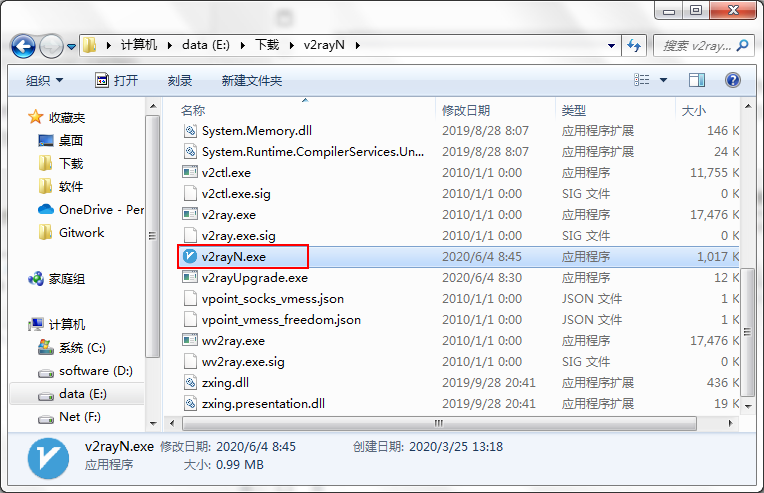 计算机 data (E:) 下载 v2rayN 搜索 v2ray...
组织 打开 刻录 新建文件夹
收藏夹
桌面
下载
软件
OneDrive - Per
Gitwork
家庭组
计算机
系统 (C:)
software (D:)
data (E:)
Net (F:)
名称 修改日期 类型 大小
System.Memory.dll 2019/8/28 8:07 应用程序扩展 146 K
System.Runtime.CompilerServices.Un... 2019/8/28 8:07 应用程序扩展 24 K
v2ctl.exe 2010/1/1 0:00 应用程序 11,755 K
v2ctl.exe.sig 2010/1/1 0:00 SIG 文件 0 K
v2ray.exe 2010/1/1 0:00 应用程序 17,476 K
v2ray.exe.sig 2010/1/1 0:00 SIG 文件 0 K
v2rayN.exe 2020/6/4 8:45 应用程序 1,017 K
v2rayUpgrade.exe 2020/6/4 8:30 应用程序 12 K
vpoint_socks_vmess.json 2010/1/1 0:00 JSON 文件 1 K
vpoint_vmess_freedom.json 2010/1/1 0:00 JSON 文件 1 K
wv2ray.exe 2010/1/1 0:00 应用程序 17,476 K
wv2ray.exe.sig 2010/1/1 0:00 SIG 文件 0 K
zxing.dll 2019/9/28 20:41 应用程序扩展 436 K
zxing.presentation.dll 2019/9/28 20:41 应用程序扩展 19 K
v2rayN.exe 修改日期: 2020/6/4 8:45 创建日期: 2020/3/25 13:18
应用程序 大小: 0.99 MB